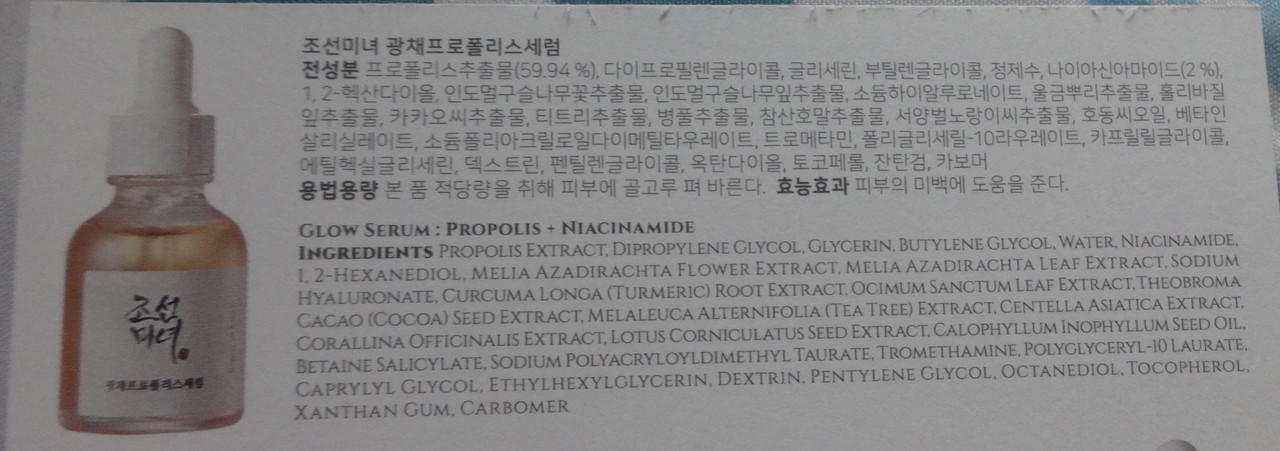 조선미녀 광채프로폴리스세럼
전성분 프로폴리스추출물(59.94 %), 다이프로필렌글라이콜, 글리세린, 부틸렌글라이콜, 정제수, 나이아신아마이드(2 %),
1, 2-헥산다이올, 인도멀구슬나무꽃추출물, 인도멀구슬나무잎추출물, 소듐하이알루로네이트, 울금뿌리추출물, 홀리바질
잎추출물, 카카오씨추출물, 티트리추출물, 병풀추출물, 참산호말추출물, 서양벌노랑이씨추출물, 호동씨오일, 베타인
살리실레이트, 소듐폴리아크릴로일다이메틸타우레이트, 트로메타민, 폴리글리세릴-10라우레이트, 카프릴릴글라이콜,
에틸헥실글리세린, 덱스트린, 펜틸렌글라이콜, 옥탄다이올, 토코페롤, 잔탄검, 카보머
용법용량 본 품 적당량을 취해 피부에 골고루 펴 바른다. 효능효과 피부의 미백에 도움을 준다.
GLOW SERUM : PROPOLIS + NIACINAMIDE
INGREDIENTS PROPOLIS EXTRACT, DIPROPYLENE GLYCOL, GLYCERIN, BUTYLENE GLYCOL, WATER, NIACINAMIDE,
1, 2-HEXANEDIOL, MELIA AZADIRACHTA FLOWER EXTRACT, MELIA AZADIRACHTA LEAF EXTRACT, SODIUM
HYALURONATE, CURCUMA LONGA (TURMERIC) ROOT EXTRACT, OCIMUM SANCTUM LEAF EXTRACT, THEOBROMA
CACAO (COCOA) SEED EXTRACT, MELALEUCA ALTERNIFOLIA (TEA TREE) EXTRACT, CENTELLA ASIATICA EXTRACT,
CORALLINA OFFICINALIS EXTRACT, LOTUS CORNICULATUS SEED EXTRACT, CALOPHYLLUM INOPHYLLUM SEED OIL,
BETAINE SALICYLATE, SODIUM POLYACRYLOYLDIMETHYL TAURATE, TROMETHAMINE, POLYGLYCERYL-10 LAURATE,
CAPRYLYL GLYCOL, ETHYLHEXYLGLYCERIN, DEXTRIN, PENTYLENE GLYCOL, OCTANEDIOL, TOCOPHEROL,
XANTHAN GUM, CARBOMER
조선
미녀
광채프로폴리스세럼